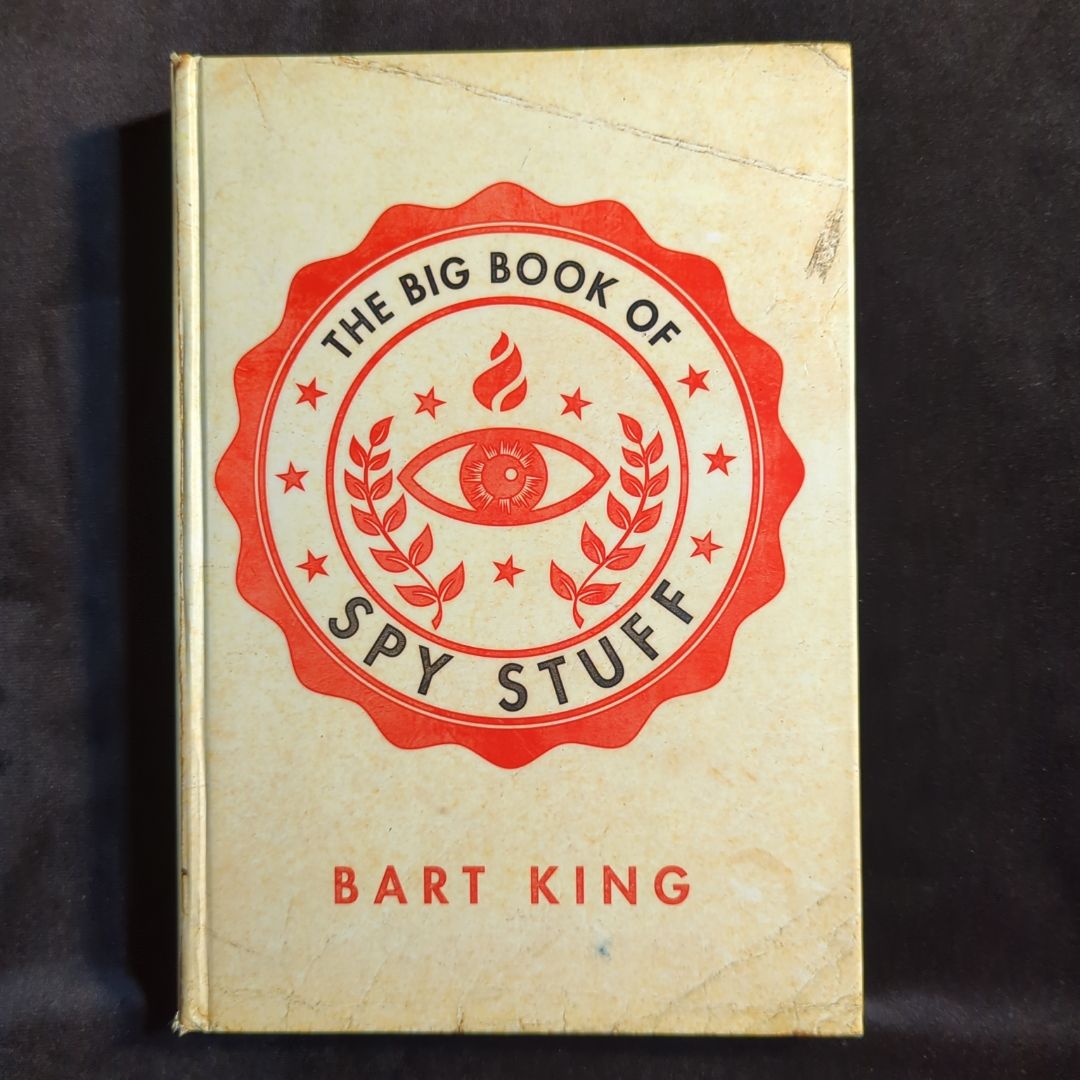 THE BIG BOOK OF
SPY STUFF
BART KING